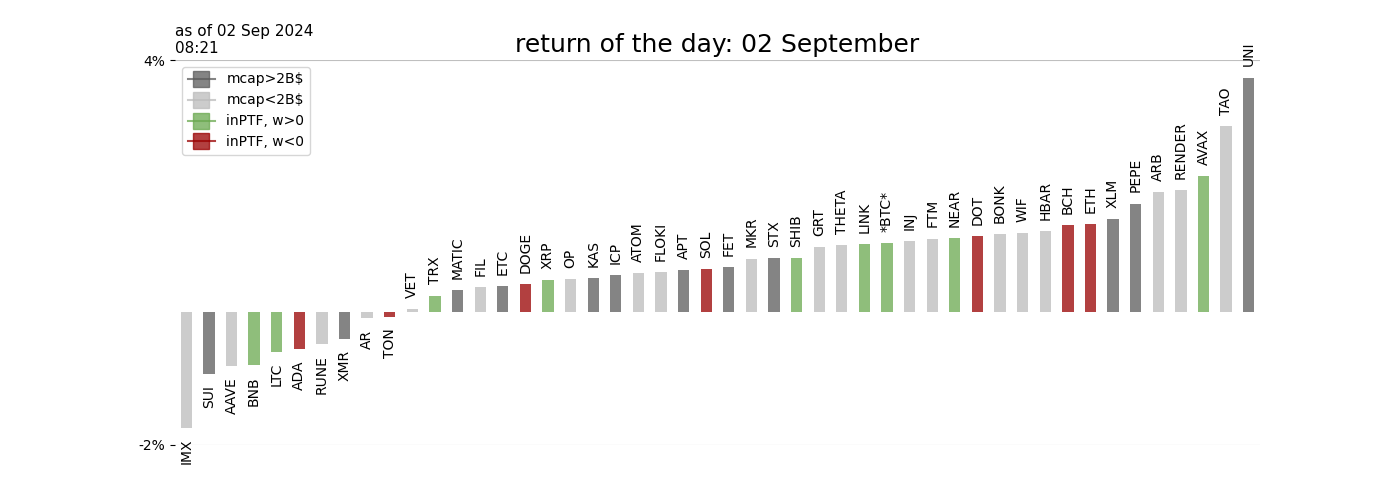 as of 02 Sep 2024
08:21
return of the day: 02 September
4%
mcap>2B$
mcap<2B$
inPTF, w>0
inPTF, w<0
-2%
IMX
SUI
AAVE
BNB
LTC
ADA
RUNE
XMR
AR
TON
VET
TRX
MATIC
FIL
ETC
DOGE
XRP
OP
KAS
ICP
ATOM
FLOKI
APT
SOL
FET
MKR
STX
SHIB
GRT
THETA
LINK
*BTC*
INJ
FTM
NEAR
DOT
BONK
WIF
HBAR
BCH
ETH
XLM
PEPE
ARB
RENDER
AVAX
TAO
UNI